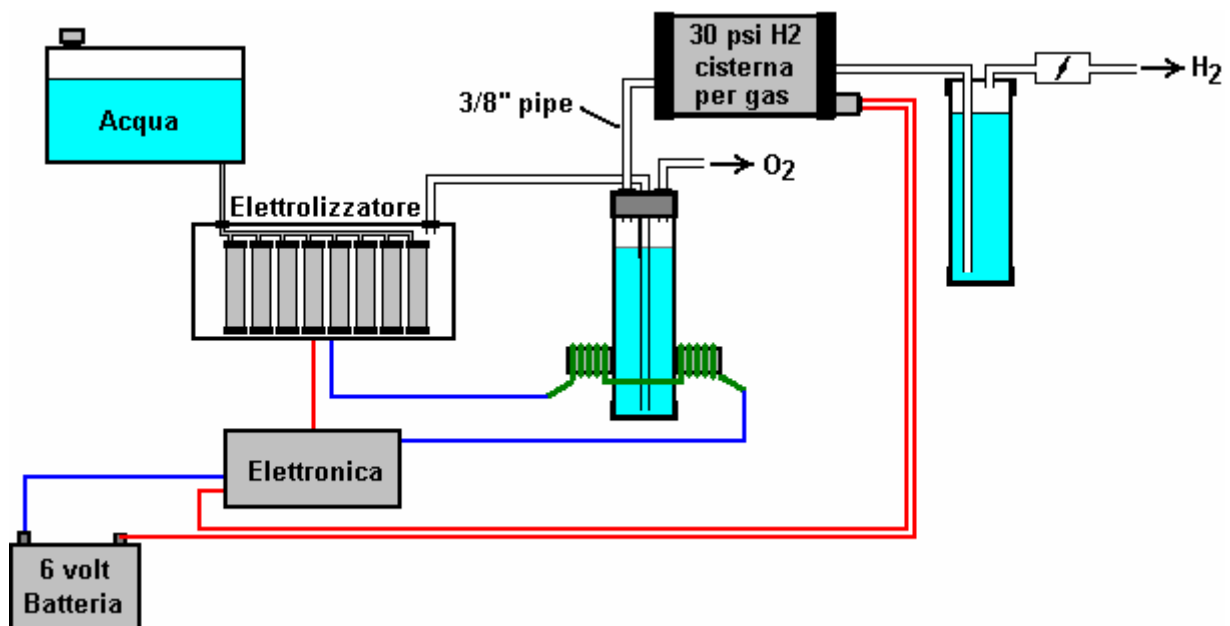 30 psi H2
cisterna
per gas
H2
Acqua
3/8" pipe
O2
Elettrolizzatore
Elettronica
6 volt
Batteria